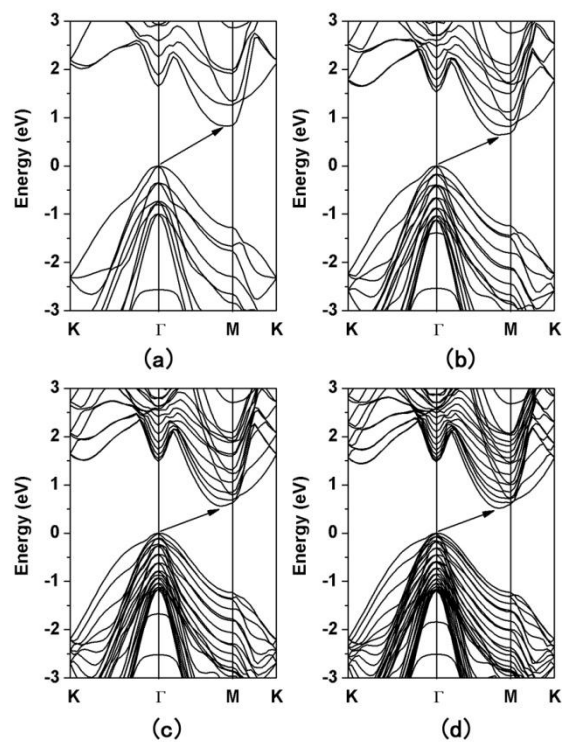 3
2
1
0
-1
-2
-3
Energy (eV)
K Γ M K
(a)
3
2
1
0
-1
-2
-3
Energy (eV)
K Γ M K
(b)
3
2
1
0
-1
-2
-3
Energy (eV)
K Γ M K
(c)
3
2
1
0
-1
-2
-3
Energy (eV)
K Γ M K
(d)